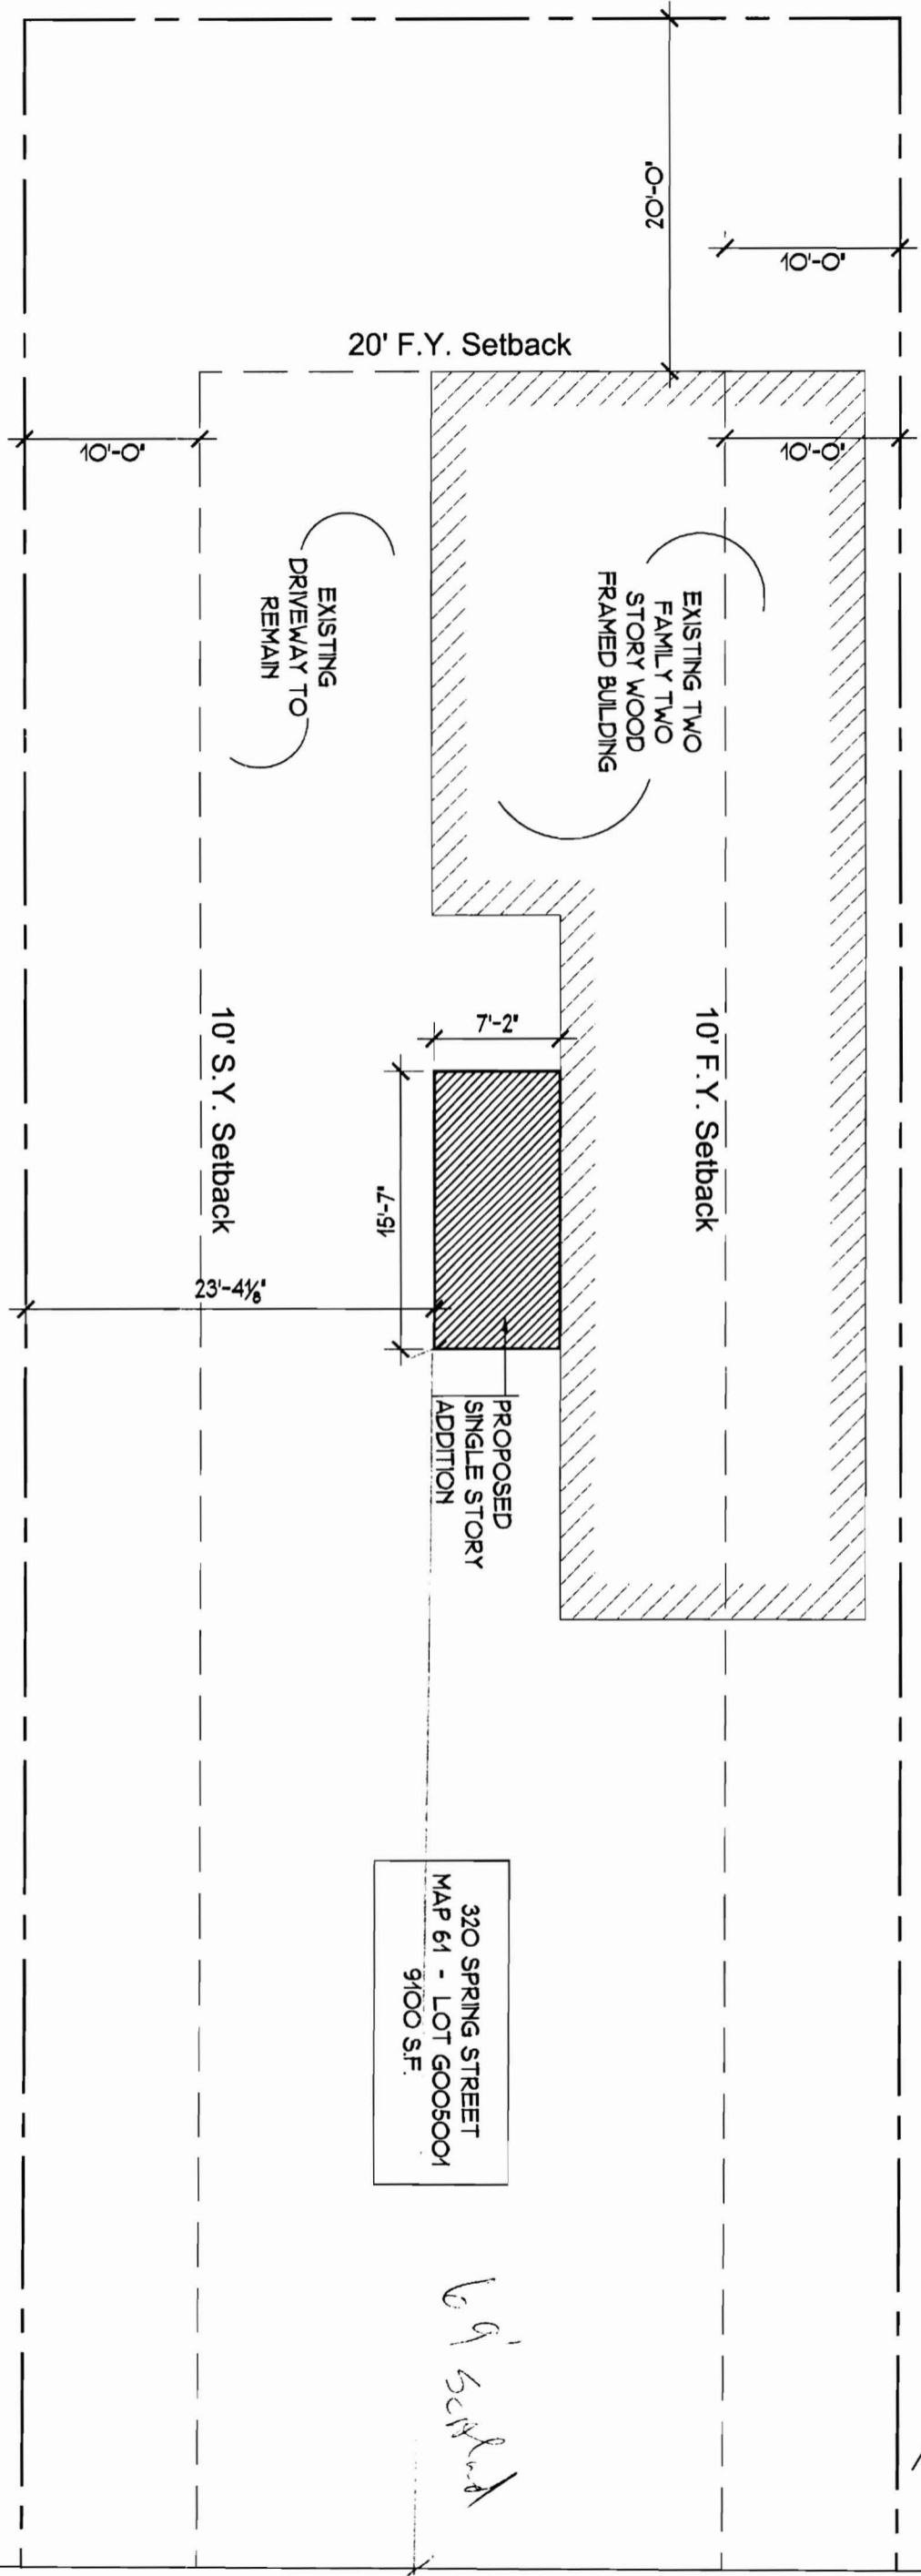 20'-0"
10'-0"
20' F.Y. Setback
10'-0"
10'-0"
EXISTING TWO
FAMILY TWO
STORY WOOD
FRAMED BUILDING
EXISTING
DRIVEWAY TO
REMAIN
10' F.Y. Setback
10' S.Y. Setback
7'-2"
15'-7"
23'-4⅛"
PROPOSED
SINGLE STORY
ADDITION
320 SPRING STREET
MAP 61 - LOT G005001
9100 S.F.
69' scaled